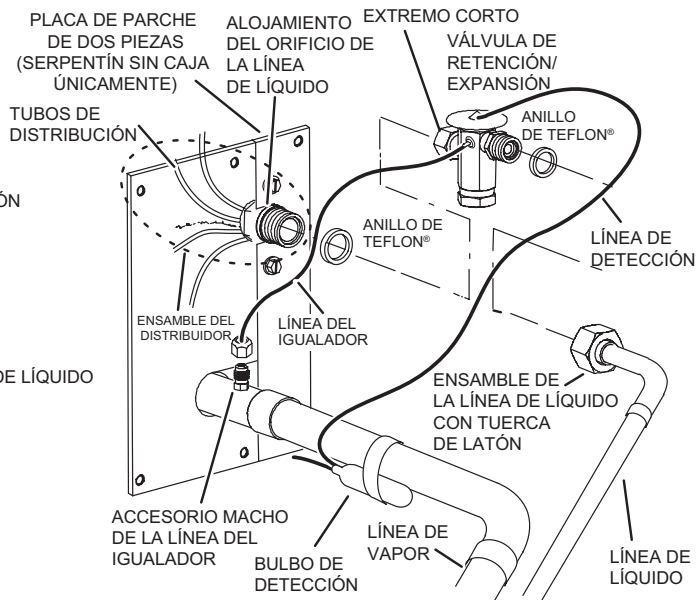 PLACA DE PARCHE
DE DOS PIEZAS
(SERPENTÍN SIN CAJA
ÚNICAMENTE)
ALOJAMIENTO
DEL ORIFICIO DE
LA LÍNEA
DE LÍQUIDO
EXTREMO CORTO
VÁLVULA DE
RETENCIÓN/
EXPANSIÓN
TUBOS DE
DISTRIBUCIÓN
ANILLO
DE TEFLON®
ÓN
ANILLO DE
TEFLON®
LÍNEA DE
DETECCIÓN
ENSAMBLE DEL
DISTRIBUIDOR
LÍNEA DEL
IGUALADOR
DE LÍQUIDO
ENSAMBLE DE
LA LÍNEA DE LÍQUIDO
CON TUERCA
DE LATÓN
ACCESORIO MACHO
DE LA LÍNEA DEL
IGUALADOR
BULBO DE
DETECCIÓN
LÍNEA DE
VAPOR
LÍNEA DE
LÍQUIDO